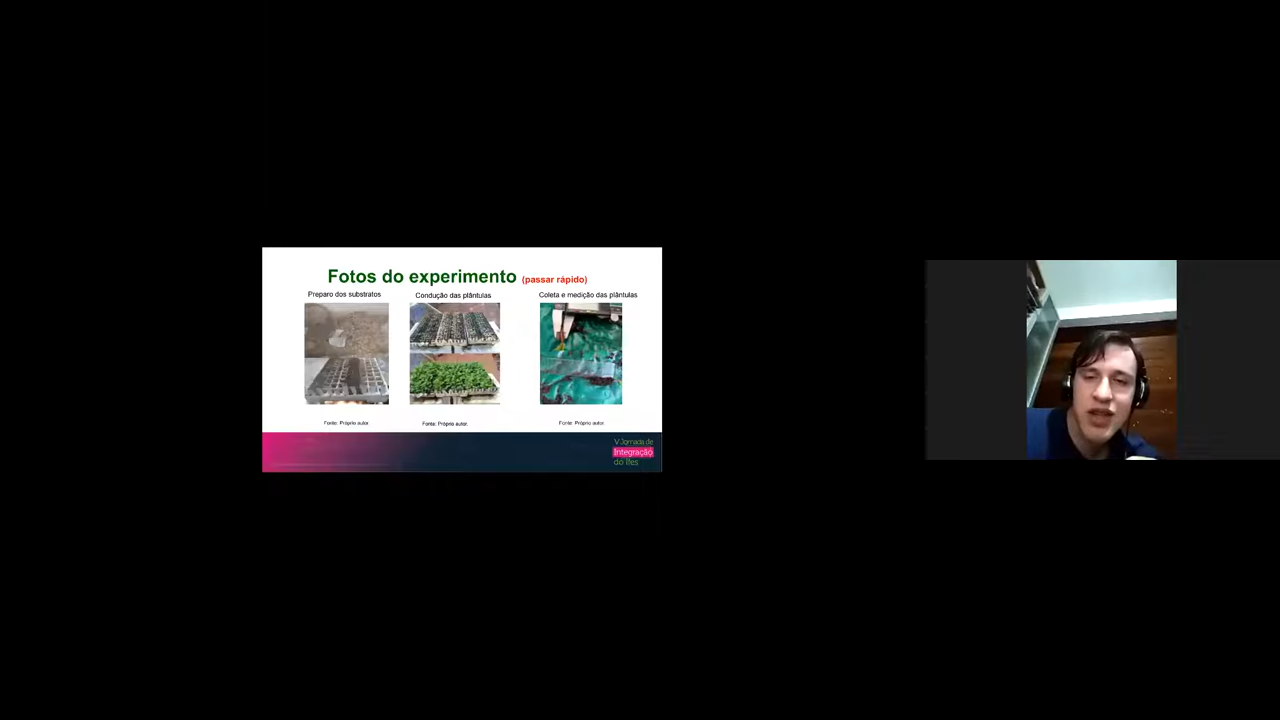 Fotos do experimento (passar rápido)
Preparo dos substratos
Condução das plântulas
Coleta e medição das plântulas
Fonte: Próprio autor.
Fonte: Próprio autor.
Fonte: Próprio autor.
V Jornada de
Integração
do Ifes